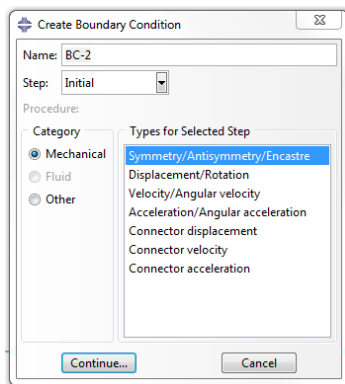 Create Boundary Condition
Name: BC-2
Step: Initial
Procedure:
Category
Mechanical
Fluid
Other
Types for Selected Step
Symmetry/Antisymmetry/Encastre
Displacement/Rotation
Velocity/Angular velocity
Acceleration/Angular acceleration
Connector displacement
Connector velocity
Connector acceleration
Continue... Cancel